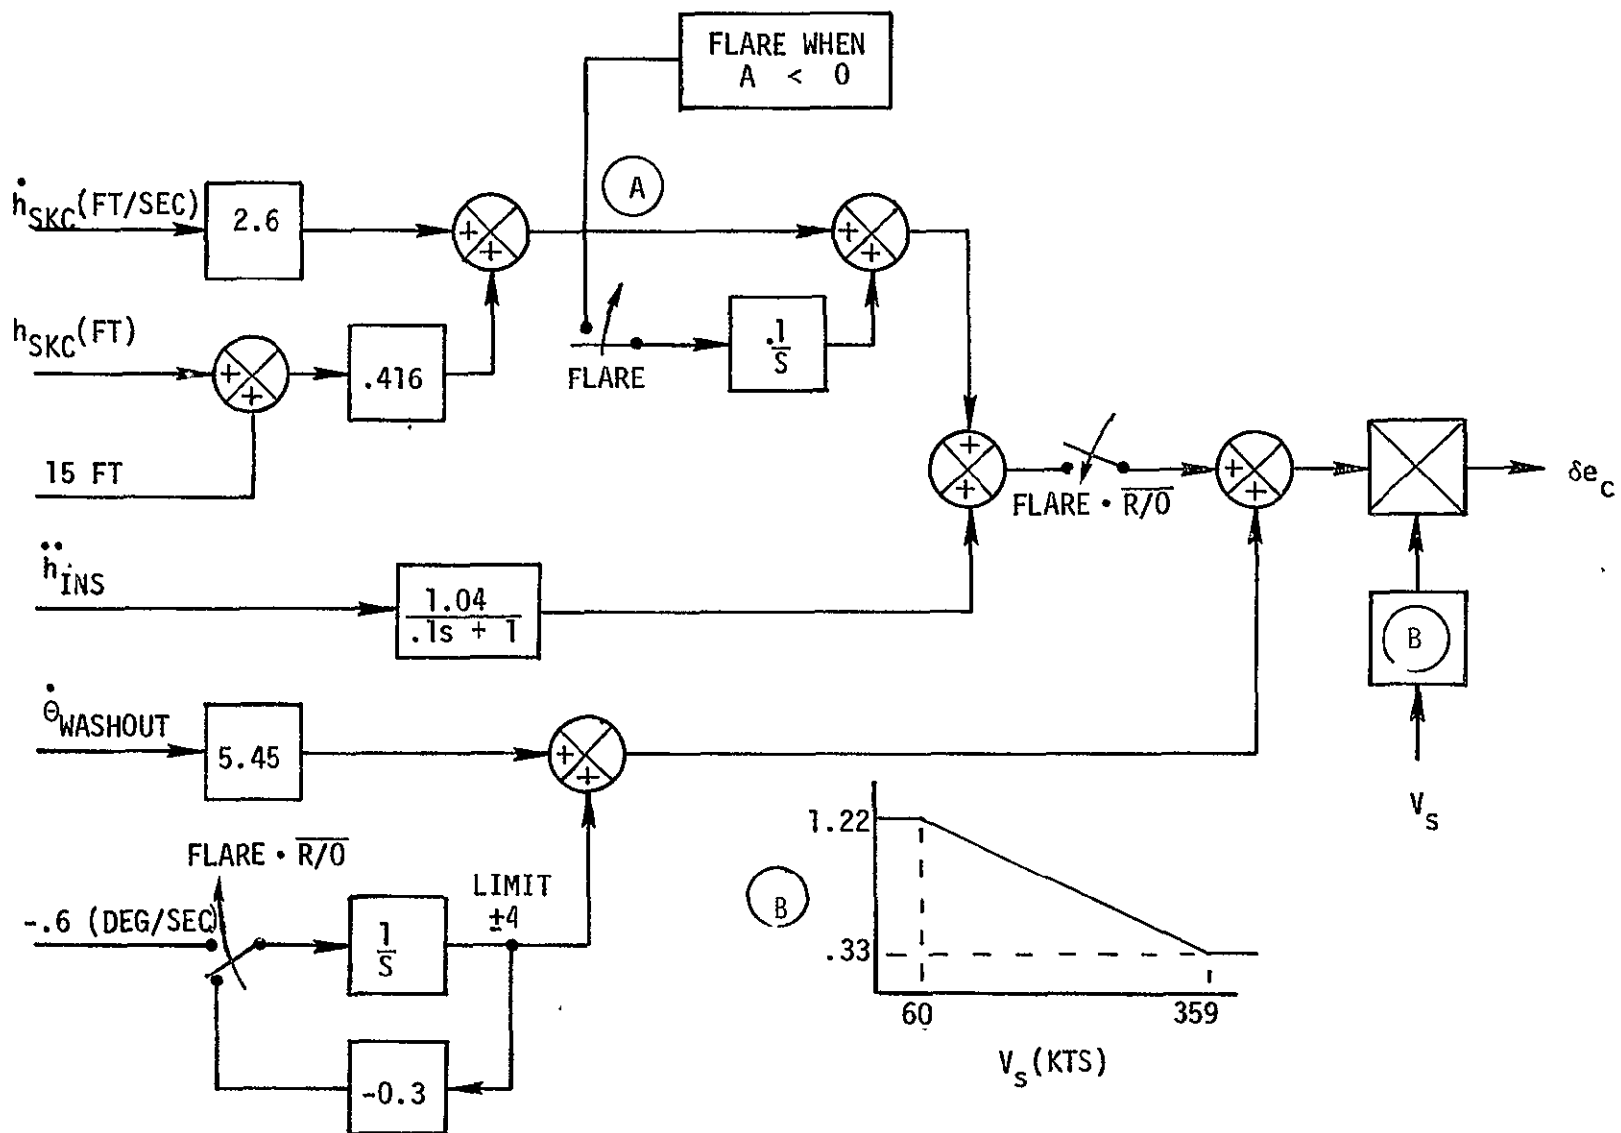 FLARE WHEN
A < 0
A
ḣSKC(FT/SEC)
2.6
+
+
+
+
hSKC(FT)
+
+
.416
.1
S
FLARE
15 FT
+
+
FLARE · R/O̅
+
+
δec
ḧINS
1.04
.1s + 1
B
Θ̇WASHOUT
5.45
+
+
Vs
1.22
.33
60
359
Vs(KTS)
B
FLARE · R/O̅
-.6 (DEG/SEC)
1
S
LIMIT
±4
-0.3